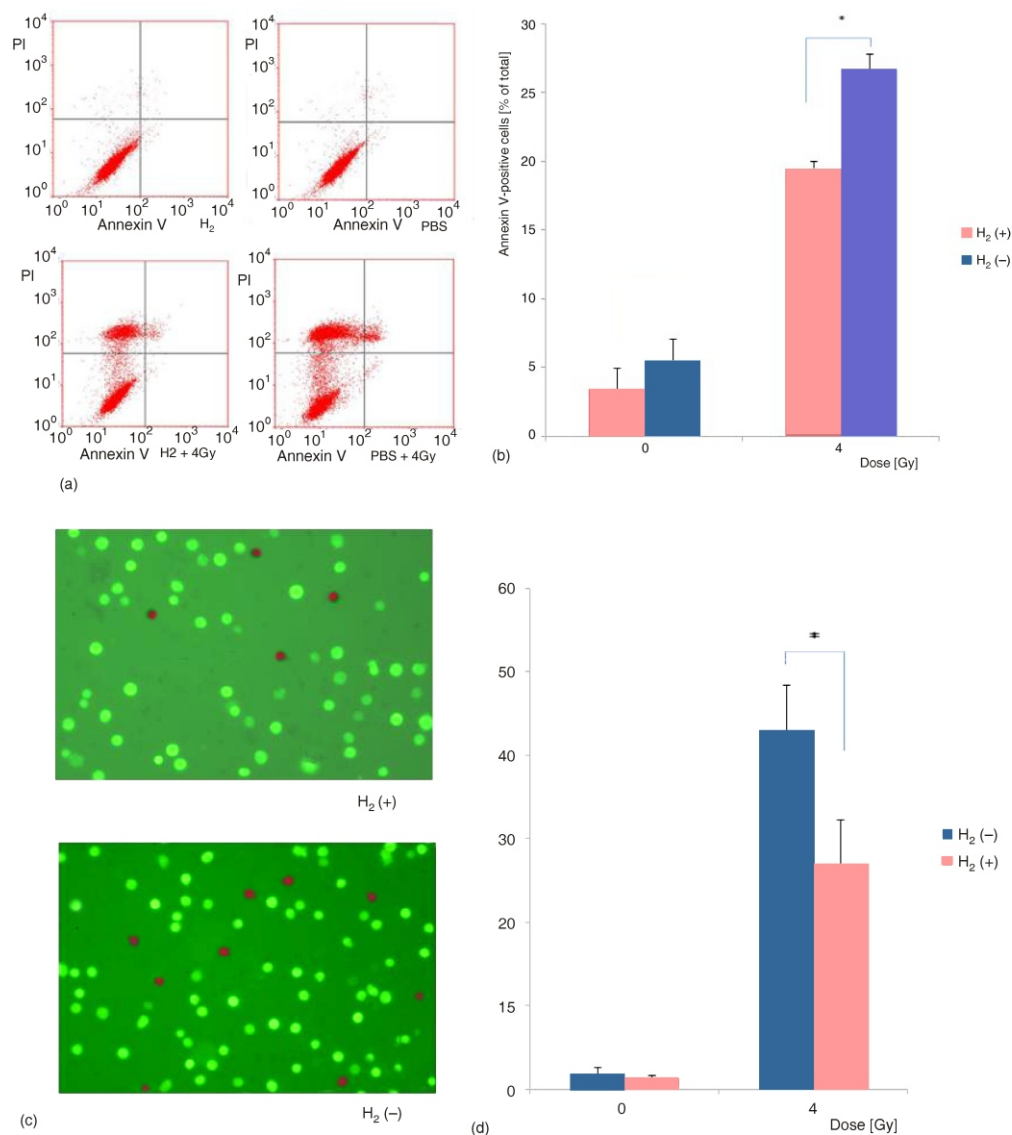 10⁴
10³
10²
10¹
10⁰
PI
10⁰ 10¹ 10² 10³ 10⁴
Annexin V
H₂
10⁴
10³
10²
10¹
10⁰
PI
10⁰ 10¹ 10² 10³ 10⁴
Annexin V
PBS
10⁴
10³
10²
10¹
10⁰
PI
10⁰ 10¹ 10² 10³ 10⁴
Annexin V
H2 + 4Gy
10⁴
10³
10²
10¹
10⁰
PI
10⁰ 10¹ 10² 10³ 10⁴
Annexin V
PBS + 4Gy
(a)
Annexin V-positive cells [% of total]
30
25
20
15
10
5
0
*
0
4
Dose [Gy]
H₂ (+)
H₂ (–)
(b)
H₂ (+)
H₂ (–)
(c)
60
50
40
30
20
15
0
*
0
4
Dose [Gy]
H₂ (–)
H₂ (+)
(d)